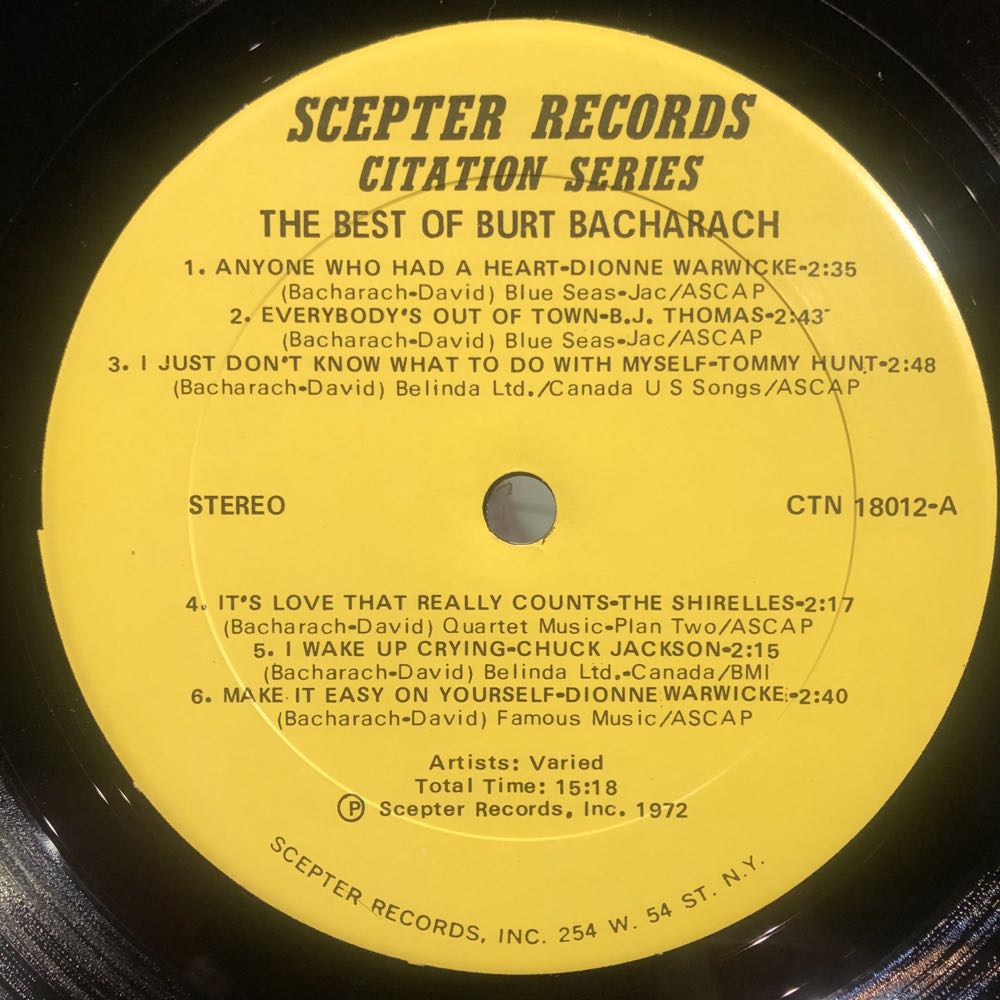 SCEPTER RECORDS
CITATION SERIES
THE BEST OF BURT BACHARACH
1. ANYONE WHO HAD A HEART-DIONNE WARWICKE-2:35
(Bacharach-David) Blue Seas-Jac/ASCAP
2. EVERYBODY'S OUT OF TOWN-B.J. THOMAS-2:43
(Bacharach-David) Blue Seas-Jac/ASCAP
3. I JUST DON'T KNOW WHAT TO DO WITH MYSELF-TOMMY HUNT-2:48
(Bacharach-David) Belinda Ltd./Canada U S Songs/ASCAP
STEREO
CTN 18012-A
4. IT'S LOVE THAT REALLY COUNTS-THE SHIRELLES-2:17
(Bacharach-David) Quartet Music-Plan Two/ASCAP
5. I WAKE UP CRYING-CHUCK JACKSON-2:15
(Bacharach-David) Belinda Ltd.-Canada/BMI
6. MAKE IT EASY ON YOURSELF-DIONNE WARWICKE-2:40
(Bacharach-David) Famous Music/ASCAP
Artists: Varied
Total Time: 15:18
Ⓟ Scepter Records, Inc. 1972
SCEPTER RECORDS, INC. 254 W. 54 ST. N.Y.